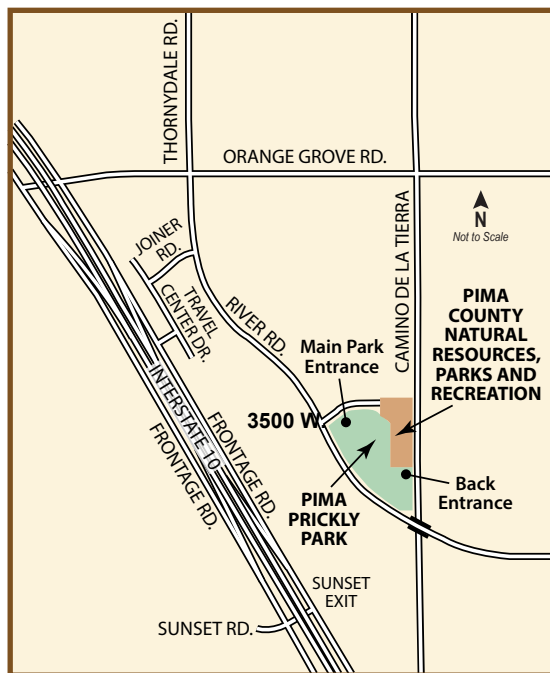 THORNYDALE RD.
ORANGE GROVE RD.
N
Not to Scale
JOINER
RD.
TRAVEL
CENTER DR.
RIVER RD.
CAMINO DE LA TIERRA
PIMA
COUNTY
NATURAL
RESOURCES,
PARKS AND
RECREATION
Main Park
Entrance
3500 W.
INTERSTATE 10
FRONTAGE RD.
FRONTAGE RD.
PIMA
PRICKLY
PARK
Back
Entrance
SUNSET
EXIT
SUNSET RD.